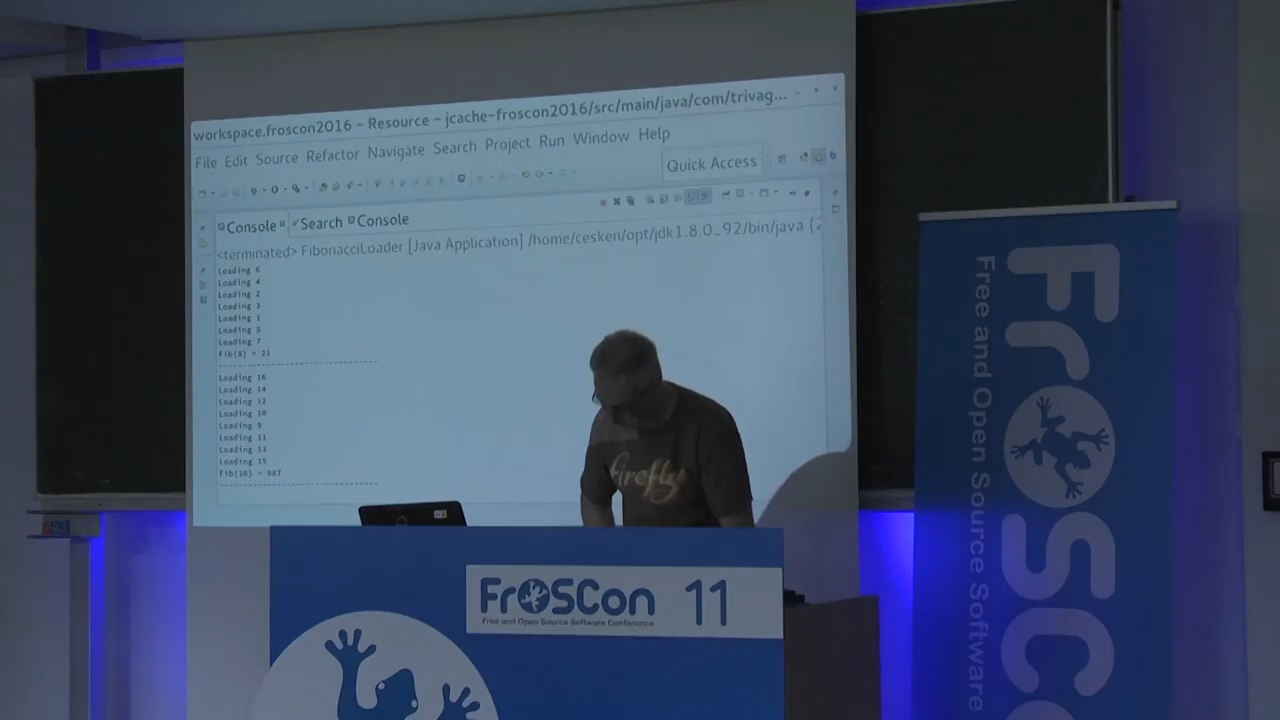 workspace.froscon2016 - Resource - jcache-froscon2016/src/main/java/com/trivag...
File Edit Source Refactor Navigate Search Project Run Window Help
Quick Access
Console Search Console
<terminated> FibonacciLoader [Java Application] /home/cesken/opt/jdk1.8.0_92/bin/java (2
Loading 6
Loading 4
Loading 2
Loading 3
Loading 1
Loading 5
Loading 7
Fib(8) = 21
--------------------------------
Loading 16
Loading 14
Loading 12
Loading 10
Loading 9
Loading 11
Loading 13
Loading 15
Fib(16) = 987
--------------------------------
firefly
FrOSCon 11
Free and Open Source Software Conference
FrOSCo
Free and Open Source Software